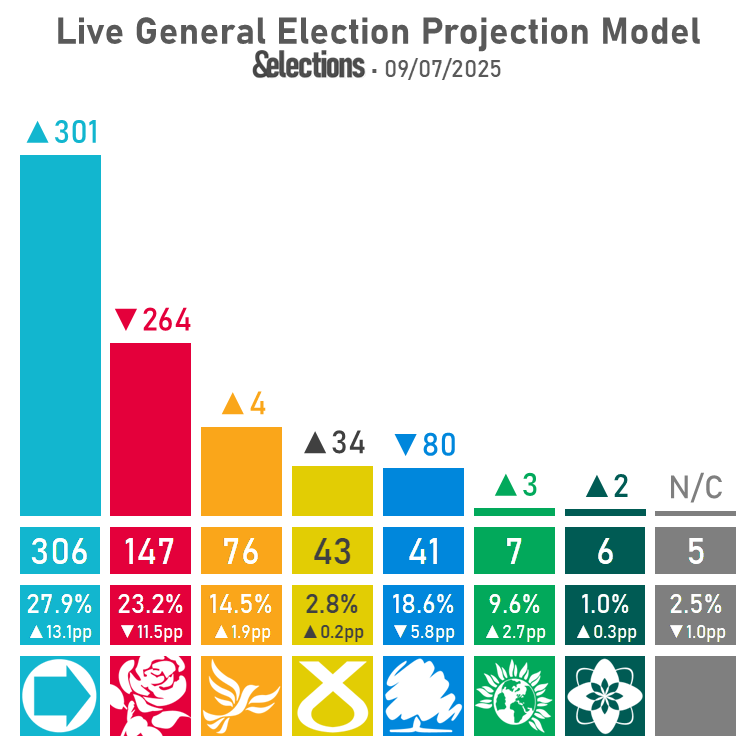 Live General Election Projection Model
&elections · 09/07/2025
▲301
▼264
▲4
▲34
▼80
▲3
▲2
N/C
306 147 76 43 41 7 6 5
27.9% 23.2% 14.5% 2.8% 18.6% 9.6% 1.0% 2.5%
▲13.1pp ▼11.5pp ▲1.9pp ▲0.2pp ▼5.8pp ▲2.7pp ▲0.3pp ▼1.0pp